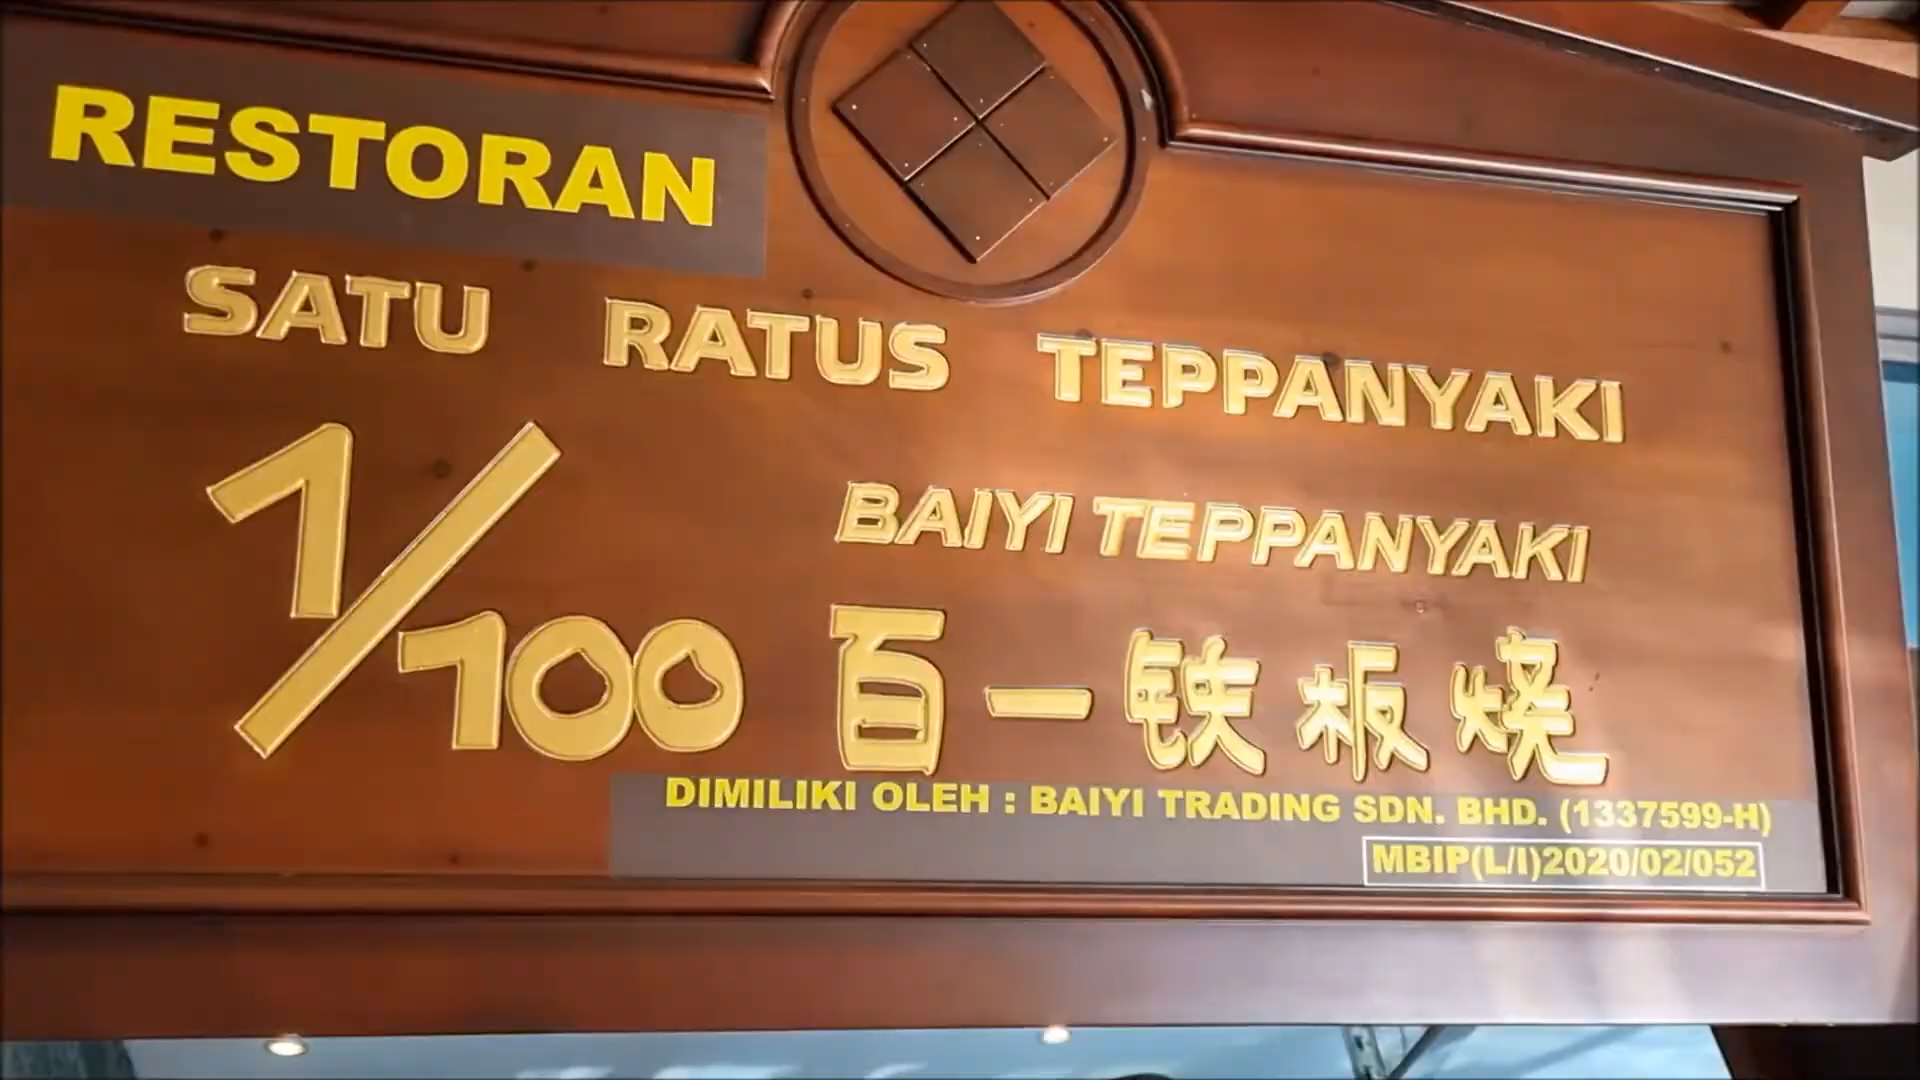 RESTORAN
SATU RATUS TEPPANYAKI
1/100
BAIYI TEPPANYAKI
百一铁板烧
DIMILIKI OLEH : BAIYI TRADING SDN. BHD. (1337599-H)
MBIP(L/I)2020/02/052